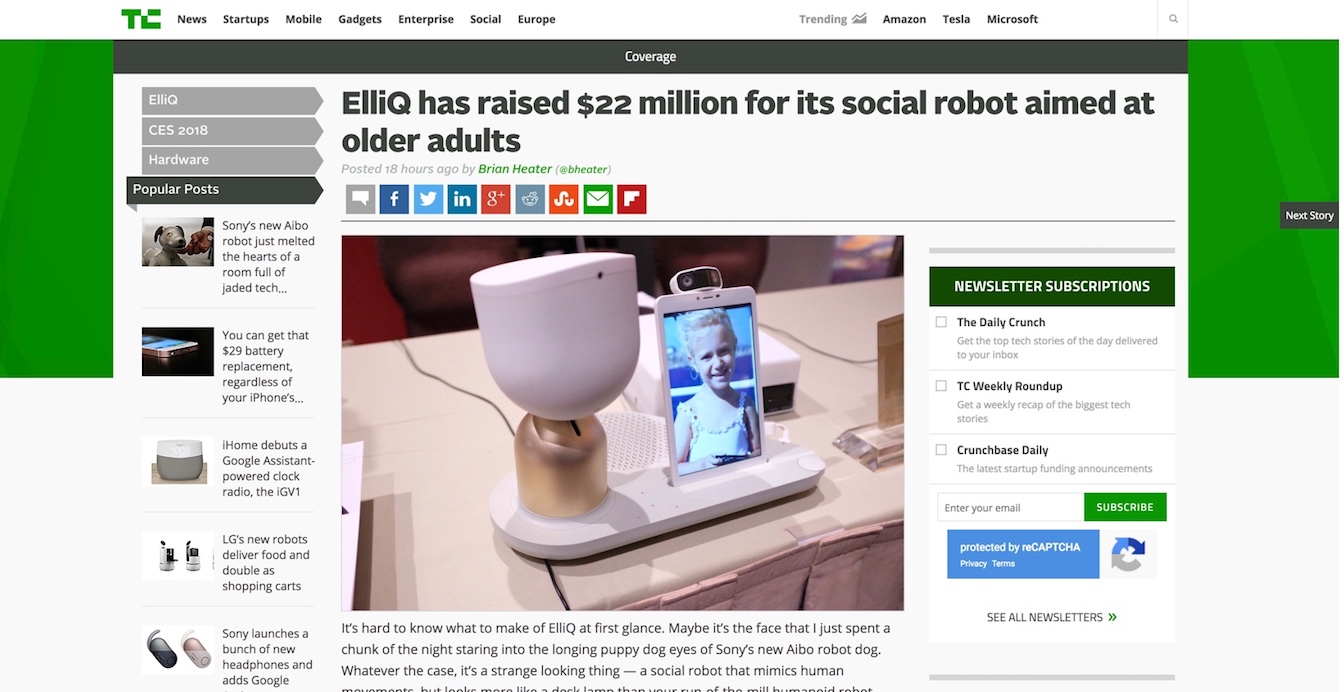 TC
News
Startups
Mobile
Gadgets
Enterprise
Social
Europe
Trending
Amazon
Tesla
Microsoft
Coverage
ElliQ
CES 2018
Hardware
Popular Posts
Sony's new Aibo
robot just melted
the hearts of a
room full of
jaded tech...
You can get that
$29 battery
replacement,
regardless of
your iPhone's...
iHome debuts a
Google Assistant-
powered clock
radio, the iGV1
LG's new robots
deliver food and
double as
shopping carts
Sony launches a
bunch of new
headphones and
adds Google
ElliQ has raised $22 million for its social robot aimed at
older adults
Posted 18 hours ago by Brian Heater (@bheater)
It's hard to know what to make of ElliQ at first glance. Maybe it's the face that I just spent a
chunk of the night staring into the longing puppy dog eyes of Sony's new Aibo robot dog.
Whatever the case, it's a strange looking thing — a social robot that mimics human
movements, but looks more like a desk lamp than your run-of-the-mill humanoid robot.
Next Story
NEWSLETTER SUBSCRIPTIONS
The Daily Crunch
Get the top tech stories of the day delivered
to your inbox
TC Weekly Roundup
Get a weekly recap of the biggest tech
stories
Crunchbase Daily
The latest startup funding announcements
Enter your email
SUBSCRIBE
protected by reCAPTCHA
Privacy Terms
SEE ALL NEWSLETTERS »